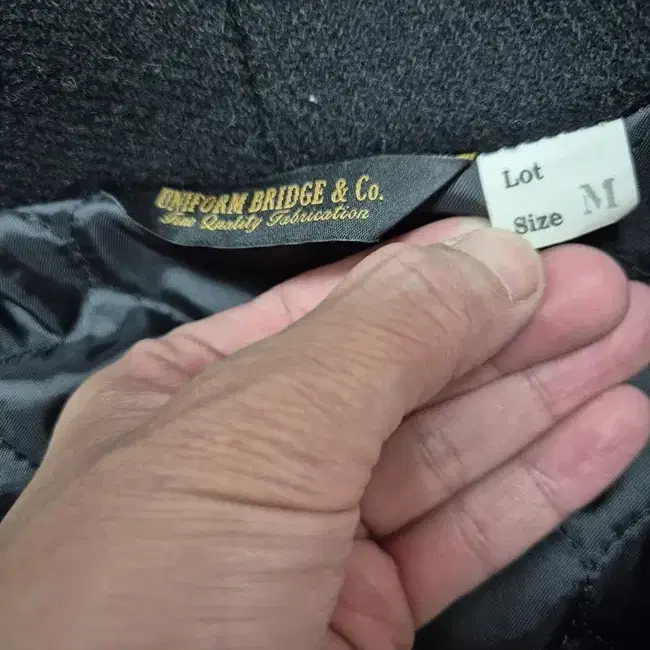 UNIFORM BRIDGE & Co.
Fine Quality Fabrication
Lot
Size M